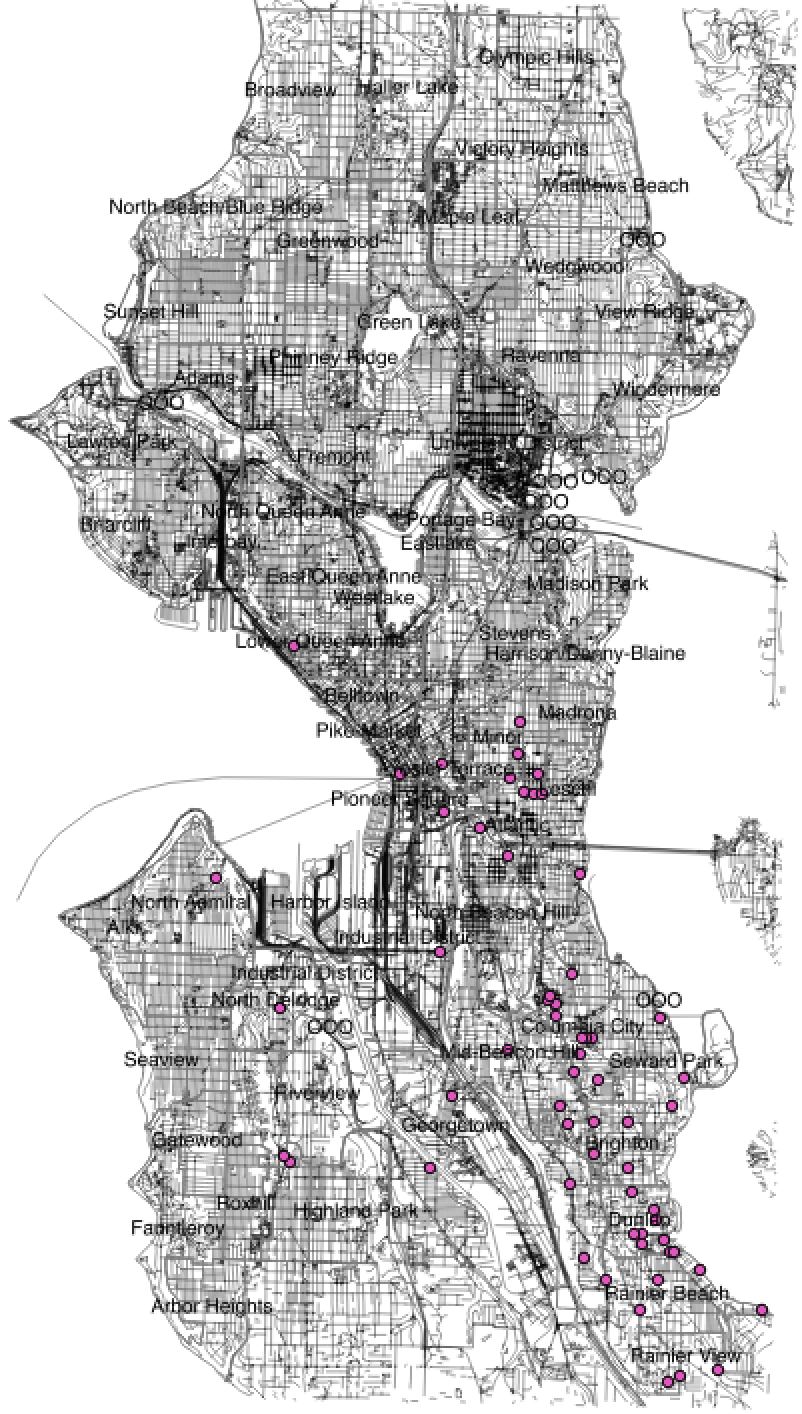 Olympic Hills
Broadview
Haller Lake
Victory Heights
Matthews Beach
North Beach/Blue Ridge
Maple Leaf
OOO
Greenwood
Wedgwood
Sunset Hill
View Ridge
Green Lake
Phinney Ridge
Ravenna
Adams
Windermere
OOO
Lawton Park
University District
Fremont
OOO
OOO
OOO
North Queen Anne
Briarcliff
Portage Bay
OOO
Interbay
Eastlake
OOO
East Queen Anne
Madison Park
Westlake
Stevens
Lower Queen Anne
Harrison/Denny-Blaine
Belltown
Madrona
Pike-Market
Minor
Yesler Terrace
Leschi
Pioneer Square
Atlantic
North Admiral
Harbor Island
Alki
North Beacon Hill
Industrial District
Industrial District
North Delridge
OOO
OOO
Columbia City
Mid-Beacon Hill
Seaview
Seward Park
Riverview
Georgetown
Gatewood
Brighton
Roxhill
Highland Park
Dunlap
Fauntleroy
Rainier Beach
Arbor Heights
Rainier View